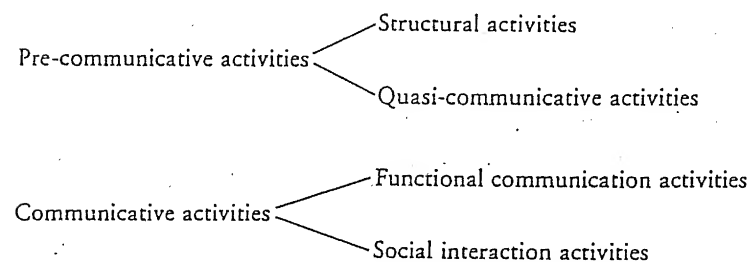 Structural activities
Pre-communicative activities
Quasi-communicative activities
Functional communication activities
Communicative activities
Social interaction activities